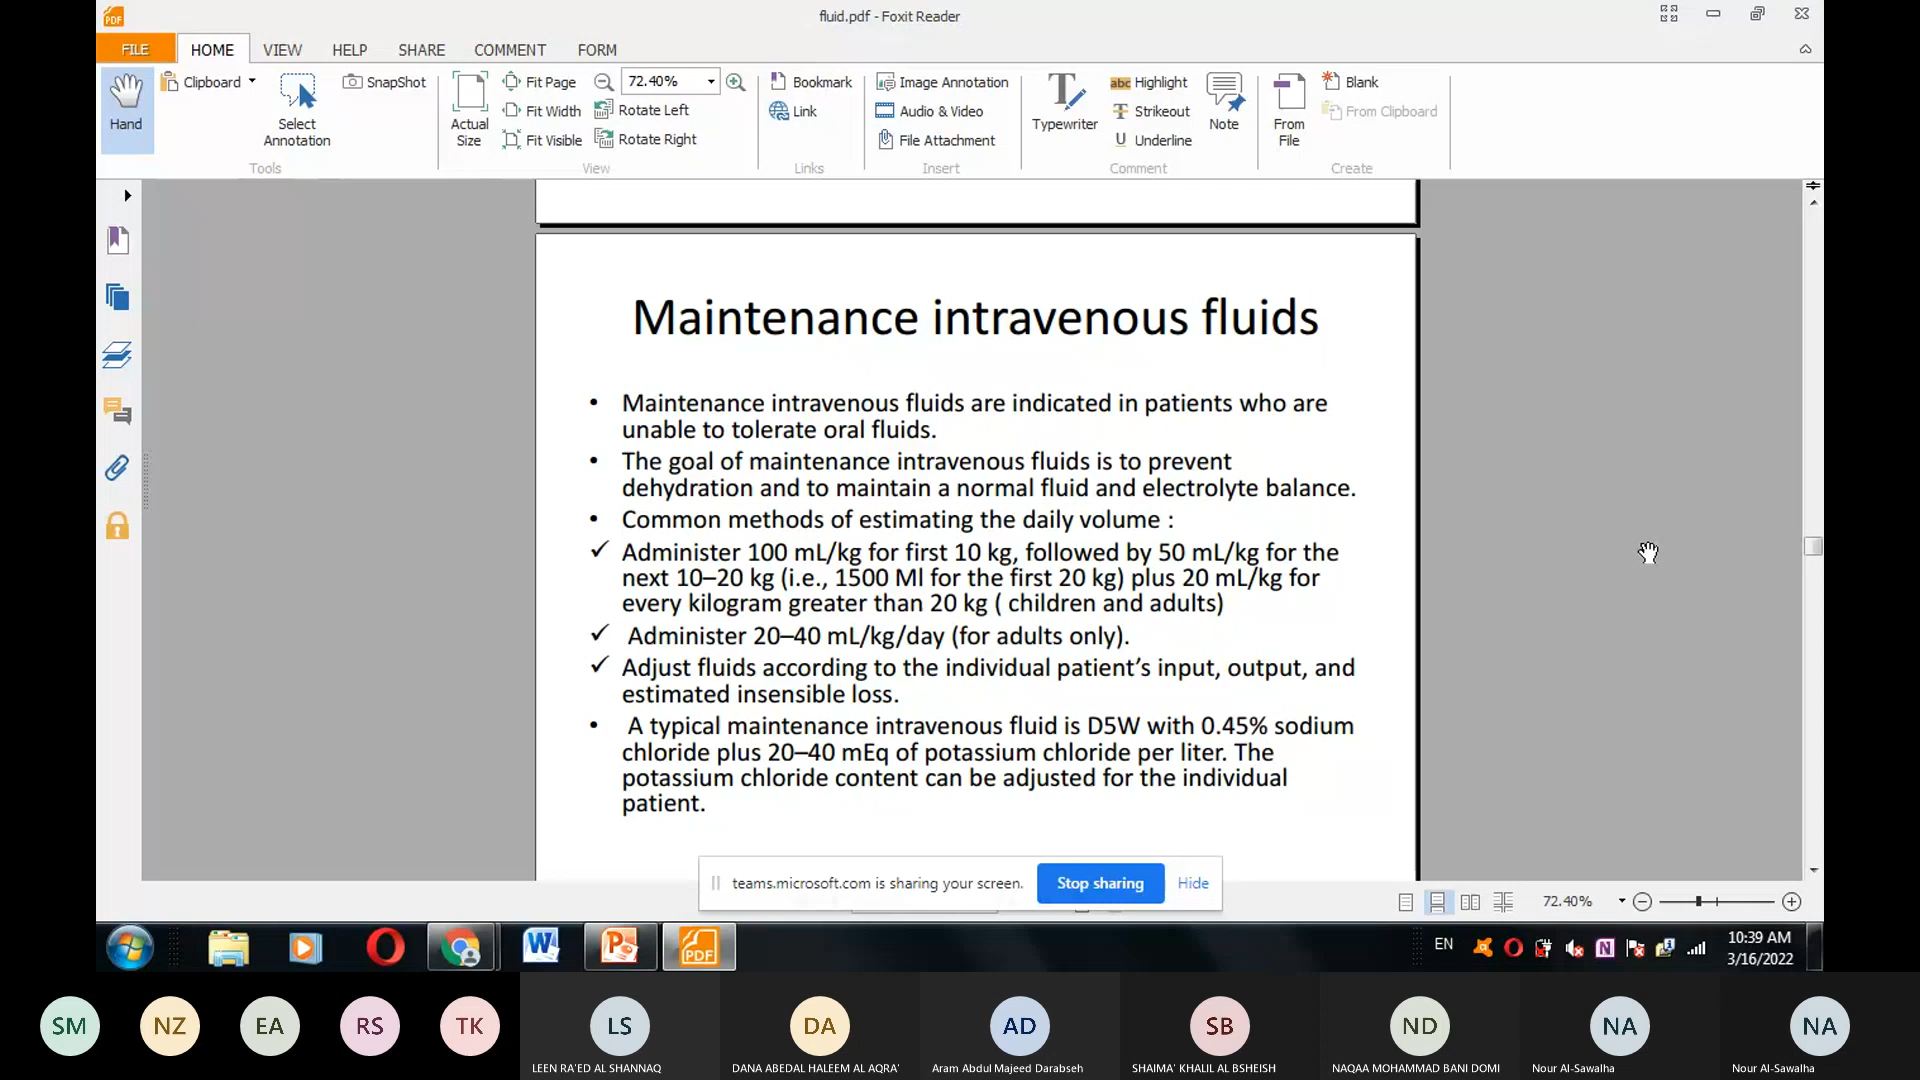 PDF
fluid.pdf - Foxit Reader
FILE HOME VIEW HELP SHARE COMMENT FORM
Clipboard SnapShot Fit Page 72.40% Bookmark Image Annotation abc Highlight Blank
Fit Width Rotate Left Link Audio & Video Strikeout From Clipboard
Hand Select Annotation Actual Size Fit Visible Rotate Right File Attachment Typewriter U Underline Note From File
Tools View Links Insert Comment Create
Maintenance intravenous fluids
• Maintenance intravenous fluids are indicated in patients who are
unable to tolerate oral fluids.
• The goal of maintenance intravenous fluids is to prevent
dehydration and to maintain a normal fluid and electrolyte balance.
• Common methods of estimating the daily volume :
✓ Administer 100 mL/kg for first 10 kg, followed by 50 mL/kg for the
next 10–20 kg (i.e., 1500 Ml for the first 20 kg) plus 20 mL/kg for
every kilogram greater than 20 kg ( children and adults)
✓ Administer 20–40 mL/kg/day (for adults only).
✓ Adjust fluids according to the individual patient’s input, output, and
estimated insensible loss.
• A typical maintenance intravenous fluid is D5W with 0.45% sodium
chloride plus 20–40 mEq of potassium chloride per liter. The
potassium chloride content can be adjusted for the individual
patient.
teams.microsoft.com is sharing your screen. Stop sharing Hide
72.40%
W P PDF EN N 10:39 AM
3/16/2022
SM NZ EA RS TK LS DA AD SB ND NA NA
LEEN RA'ED AL SHANNAQ DANA ABEDAL HALEEM AL AQRA' Aram Abdul Majeed Darabseh SHAIMA' KHALIL AL BSHEISH NAQAA MOHAMMAD BANI DOMI Nour Al-Sawalha Nour Al-Sawalha